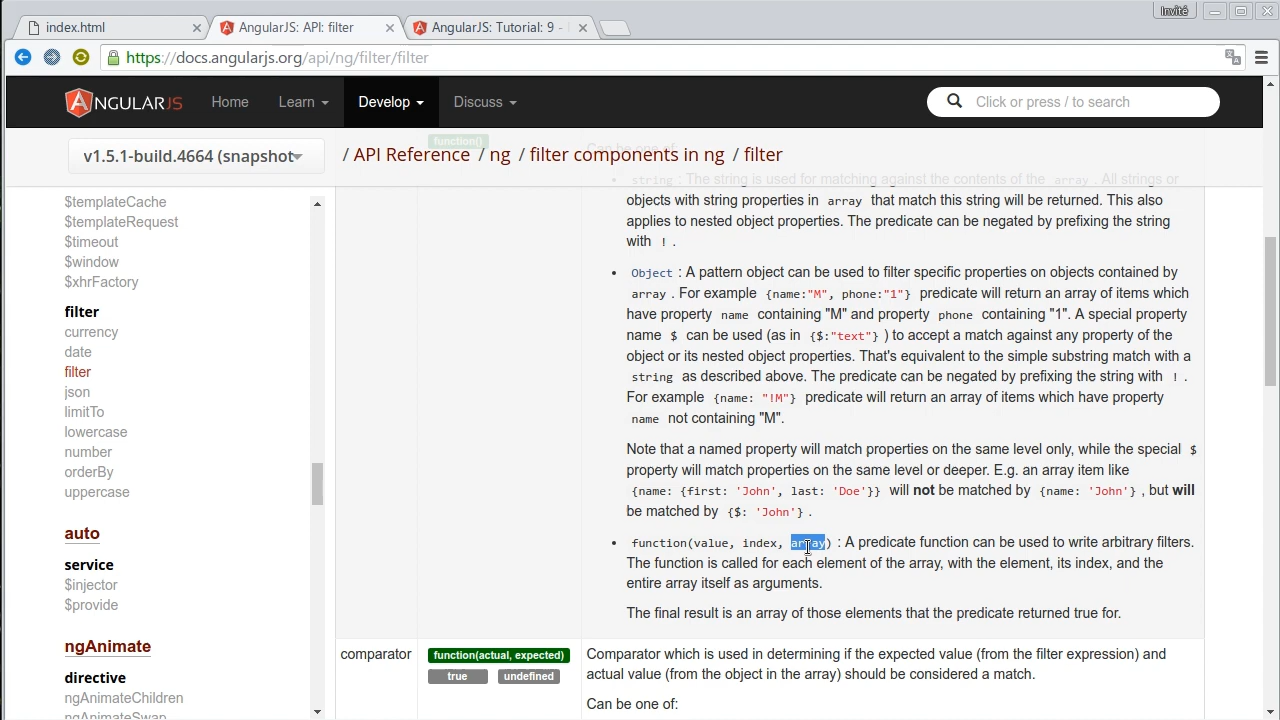 Invité
index.html
AngularJS: API: filter
AngularJS: Tutorial: 9 -
https://docs.angularjs.org/api/ng/filter/filter
ANGULARJS
Home
Learn
Develop
Discuss
Click or press / to search
v1.5.1-build.4664 (snapshot
/ API Reference / ng / filter components in ng / filter
function()
Can be one of:
$templateCache
$templateRequest
$timeout
$window
$xhrFactory
filter
currency
date
filter
json
limitTo
lowercase
number
orderBy
uppercase
auto
service
$injector
$provide
ngAnimate
directive
ngAnimateChildren
ngAnimateSwap
string : The string is used for matching against the contents of the array . All strings or
objects with string properties in array that match this string will be returned. This also
applies to nested object properties. The predicate can be negated by prefixing the string
with ! .
Object : A pattern object can be used to filter specific properties on objects contained by
array . For example {name:"M", phone:"1"} predicate will return an array of items which
have property name containing "M" and property phone containing "1". A special property
name $ can be used (as in {$:"text"} ) to accept a match against any property of the
object or its nested object properties. That's equivalent to the simple substring match with a
string as described above. The predicate can be negated by prefixing the string with ! .
For example {name: "!M"} predicate will return an array of items which have property
name not containing "M".
Note that a named property will match properties on the same level only, while the special $
property will match properties on the same level or deeper. E.g. an array item like
{name: {first: 'John', last: 'Doe'}} will not be matched by {name: 'John'} , but will
be matched by {$: 'John'} .
function(value, index, array) : A predicate function can be used to write arbitrary filters.
The function is called for each element of the array, with the element, its index, and the
entire array itself as arguments.
The final result is an array of those elements that the predicate returned true for.
comparator
function(actual, expected)
true undefined
Comparator which is used in determining if the expected value (from the filter expression) and
actual value (from the object in the array) should be considered a match.
Can be one of: